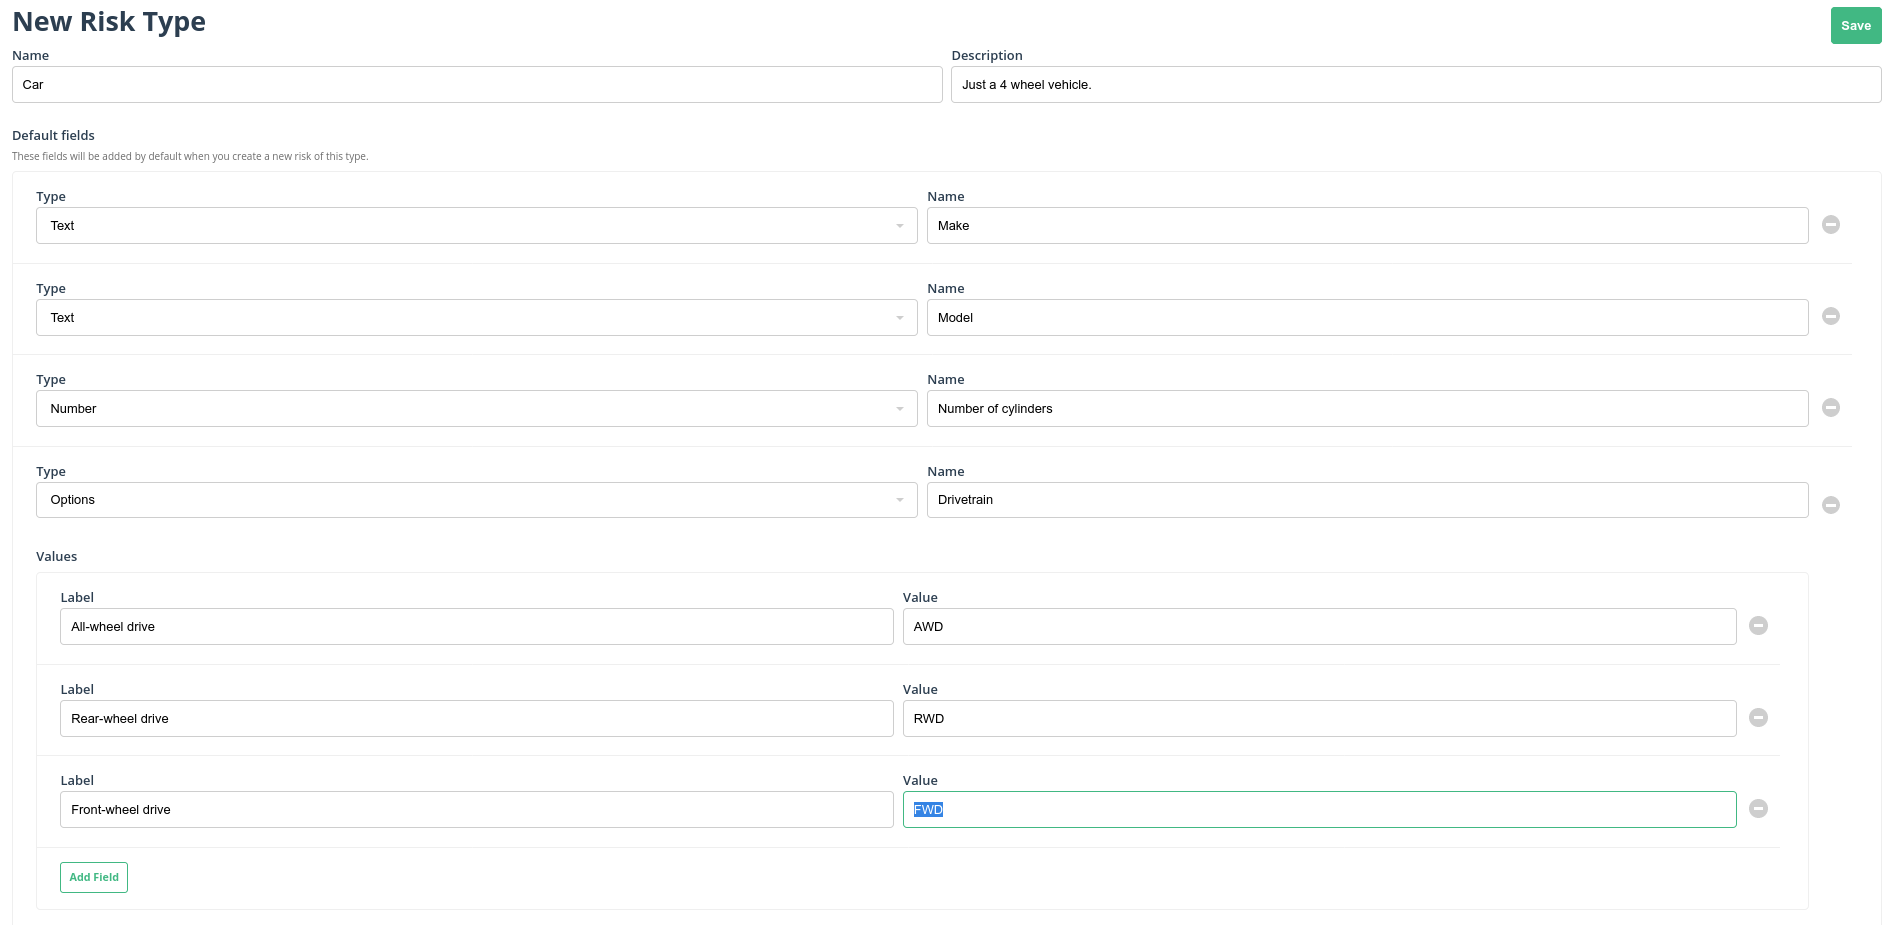 New Risk Type
Save
Name
Description
Car
Just a 4 wheel vehicle.
Default fields
These fields will be added by default when you create a new risk of this type.
Type
Name
Text
Make
Type
Name
Text
Model
Type
Name
Number
Number of cylinders
Type
Name
Options
Drivetrain
Values
Label
Value
All-wheel drive
AWD
Label
Value
Rear-wheel drive
RWD
Label
Value
Front-wheel drive
FWD
Add Field